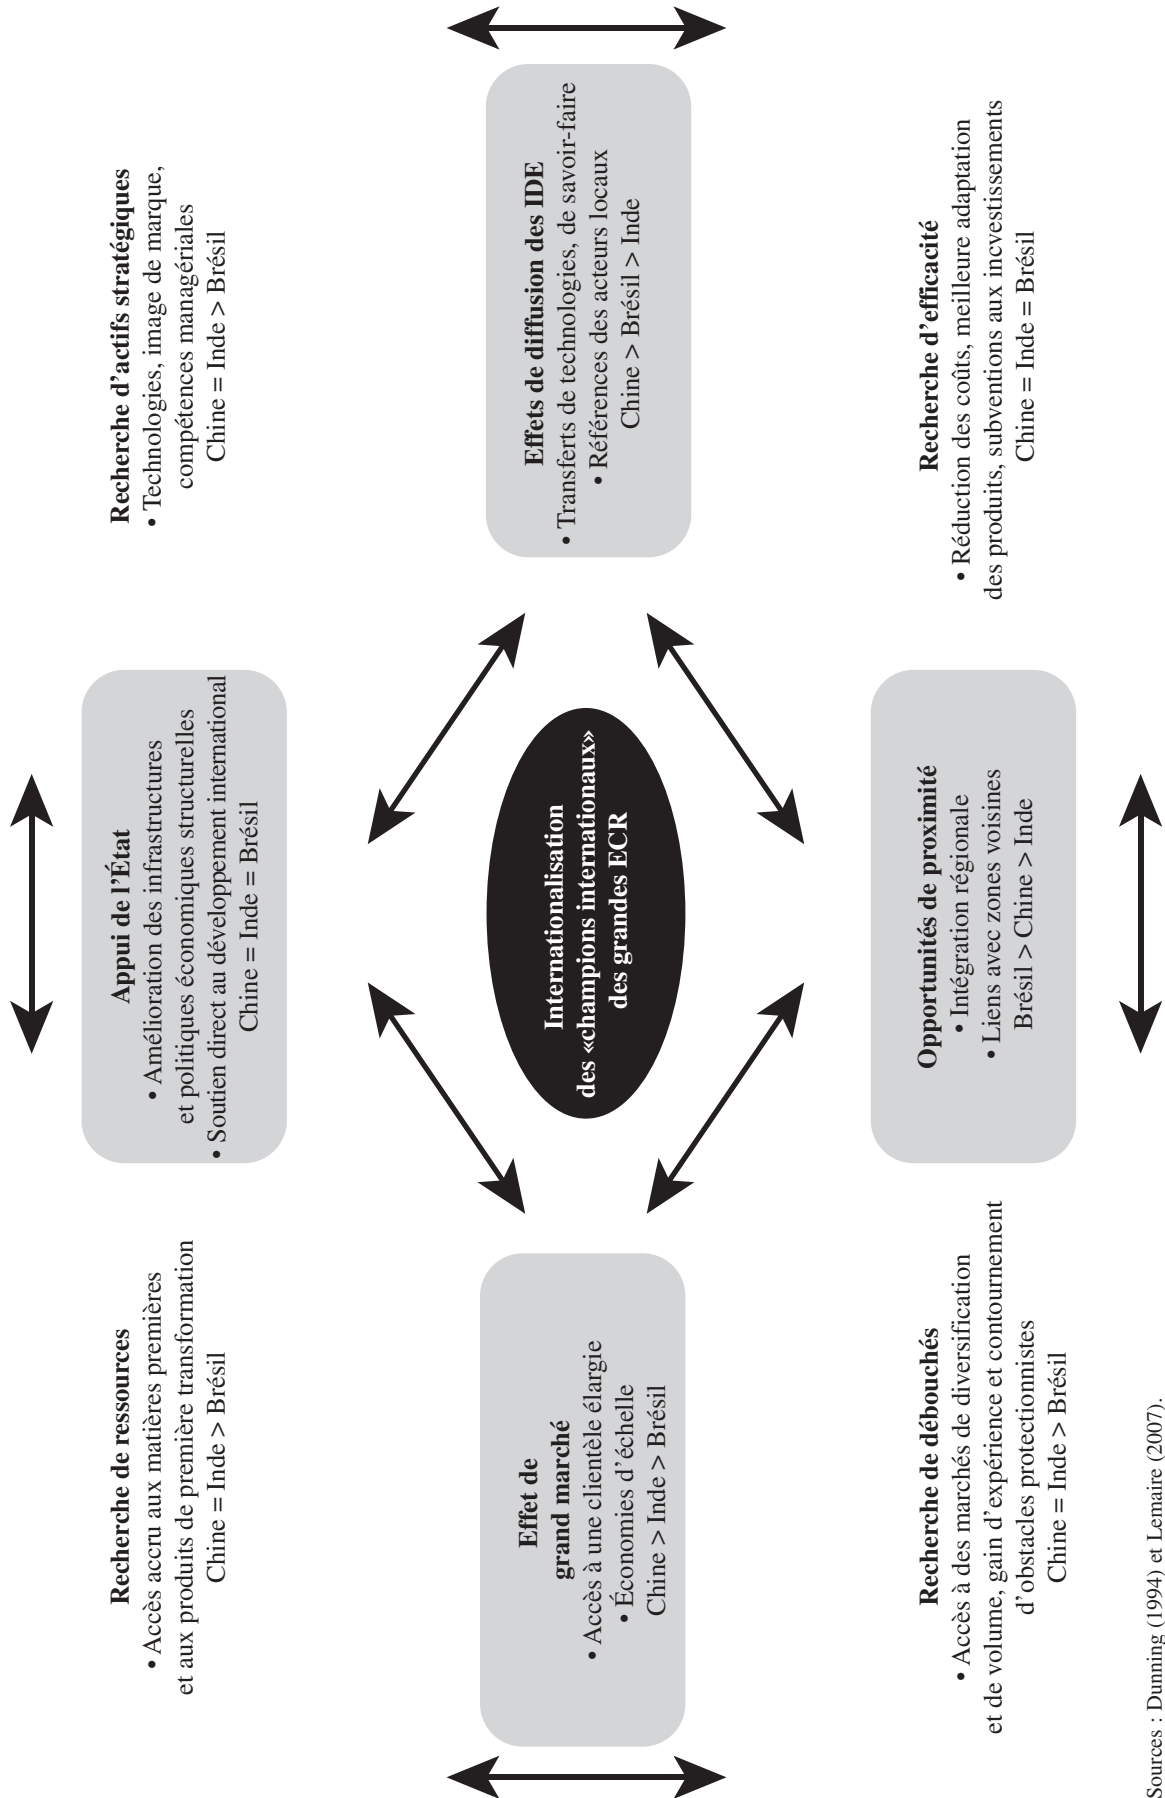 Recherche de ressources
• Accès accru aux matières premières
et aux produits de première transformation
Chine = Inde > Brésil
Appui de l'État
• Amélioration des infrastructures
et politiques économiques structurelles
• Soutien direct au développement international
Chine = Inde = Brésil
Recherche d'actifs stratégiques
• Technologies, image de marque,
compétences managériales
Chine = Inde > Brésil
Effet de
grand marché
• Accès à une clientèle élargie
• Économies d'échelle
Chine > Inde > Brésil
Internationalisation
des «champions internationaux»
des grandes ECR
Effets de diffusion des IDE
• Transferts de technologies, de savoir-faire
• Références des acteurs locaux
Chine > Brésil > Inde
Recherche de débouchés
• Accès à des marchés de diversification
et de volume, gain d'expérience et contournement
d'obstacles protectionnistes
Chine = Inde > Brésil
Opportunités de proximité
• Intégration régionale
• Liens avec zones voisines
Brésil > Chine > Inde
Recherche d'efficacité
• Réduction des coûts, meilleure adaptation
des produits, subventions aux incvestissements
Chine = Inde = Brésil
Sources : Dunning (1994) et Lemaire (2007).